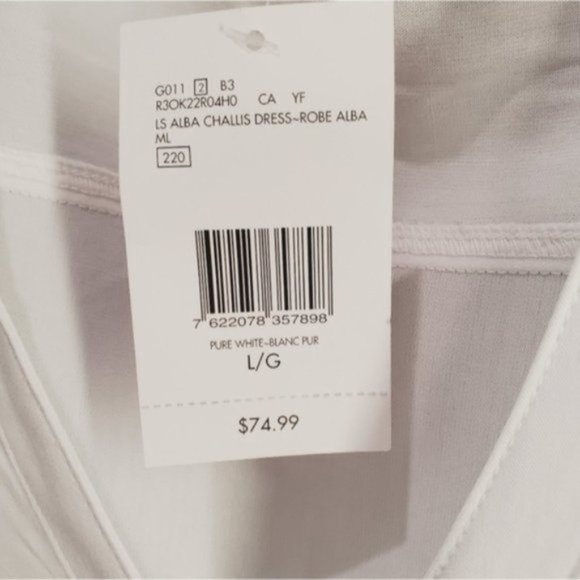 G011 2 B3
R3OK22R04H0 CA YF
LS ALBA CHALLIS DRESS~ROBE ALBA
ML
220
7 622078 357898
PURE WHITE~BLANC PUR
L/G
$74.99